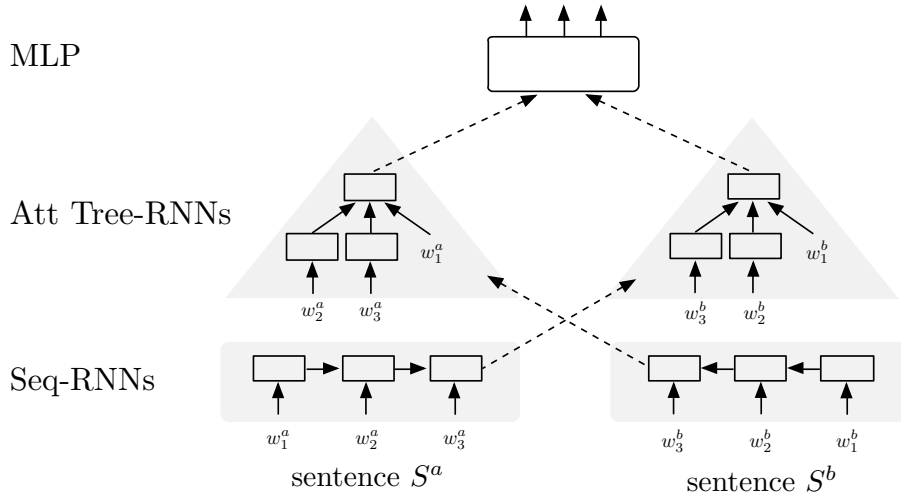 MLP
Att Tree-RNNs
w_1^a w_1^b
w_2^a w_3^a w_3^b w_2^b
Seq-RNNs
w_1^a w_2^a w_3^a w_3^b w_2^b w_1^b
sentence S^a sentence S^b